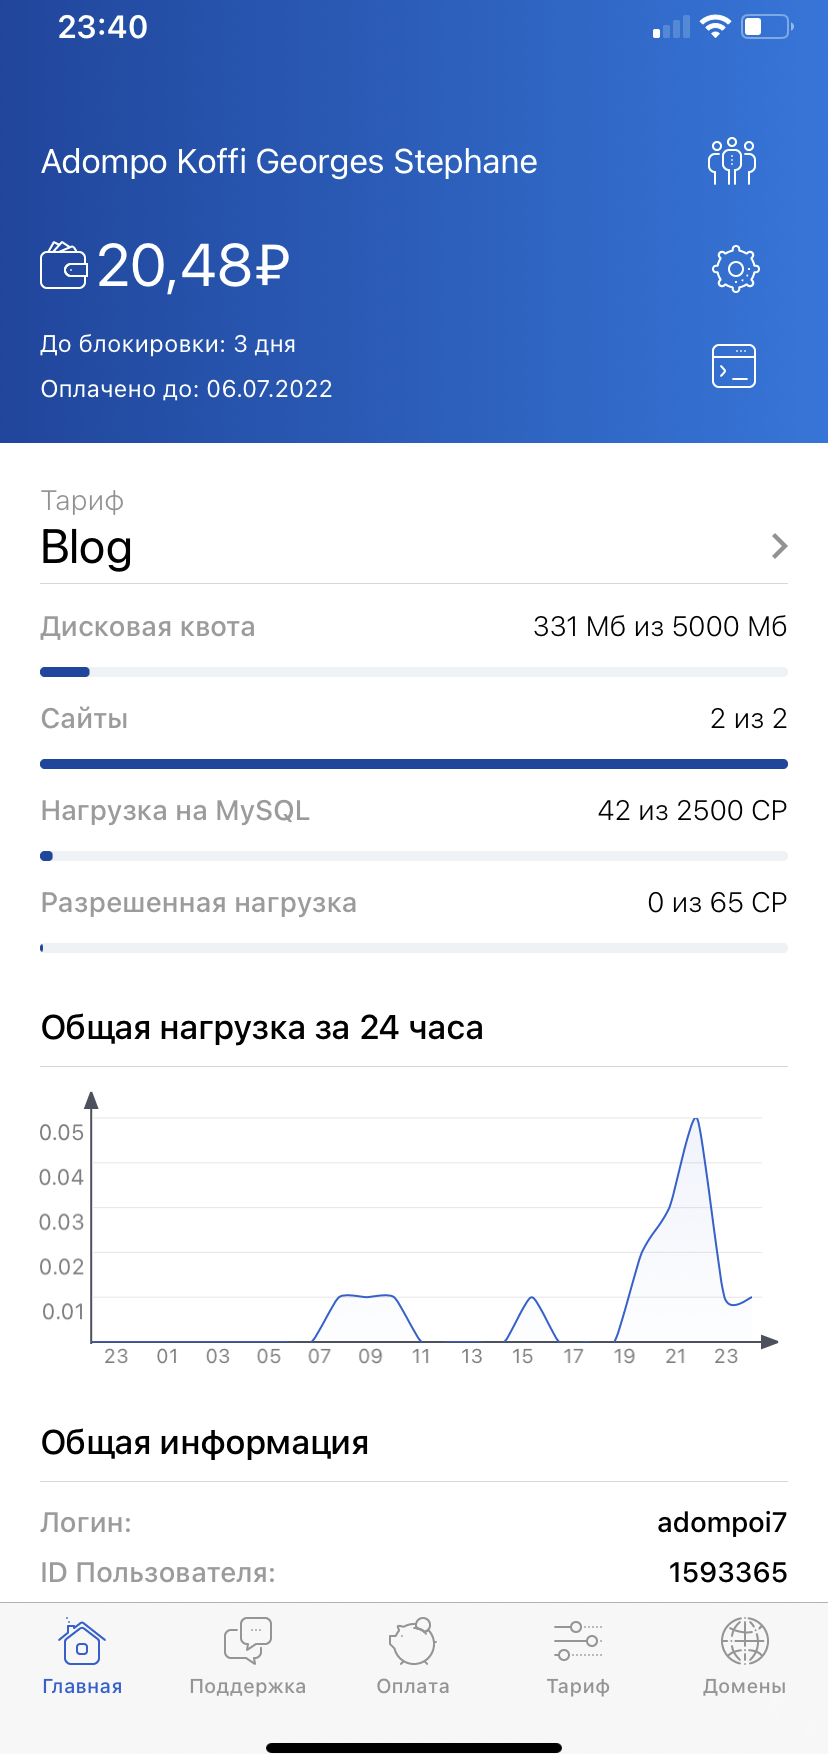 23:40
Adompo Koffi Georges Stephane
20,48₽
До блокировки: 3 дня
Оплачено до: 06.07.2022
Тариф
Blog
Дисковая квота 331 Мб из 5000 Мб
Сайты 2 из 2
Нагрузка на MySQL 42 из 2500 CP
Разрешенная нагрузка 0 из 65 CP
Общая нагрузка за 24 часа
0.05
0.04
0.03
0.02
0.01
23 01 03 05 07 09 11 13 15 17 19 21 23
Общая информация
Логин: adompoi7
ID Пользователя: 1593365
Главная Поддержка Оплата Тариф Домены